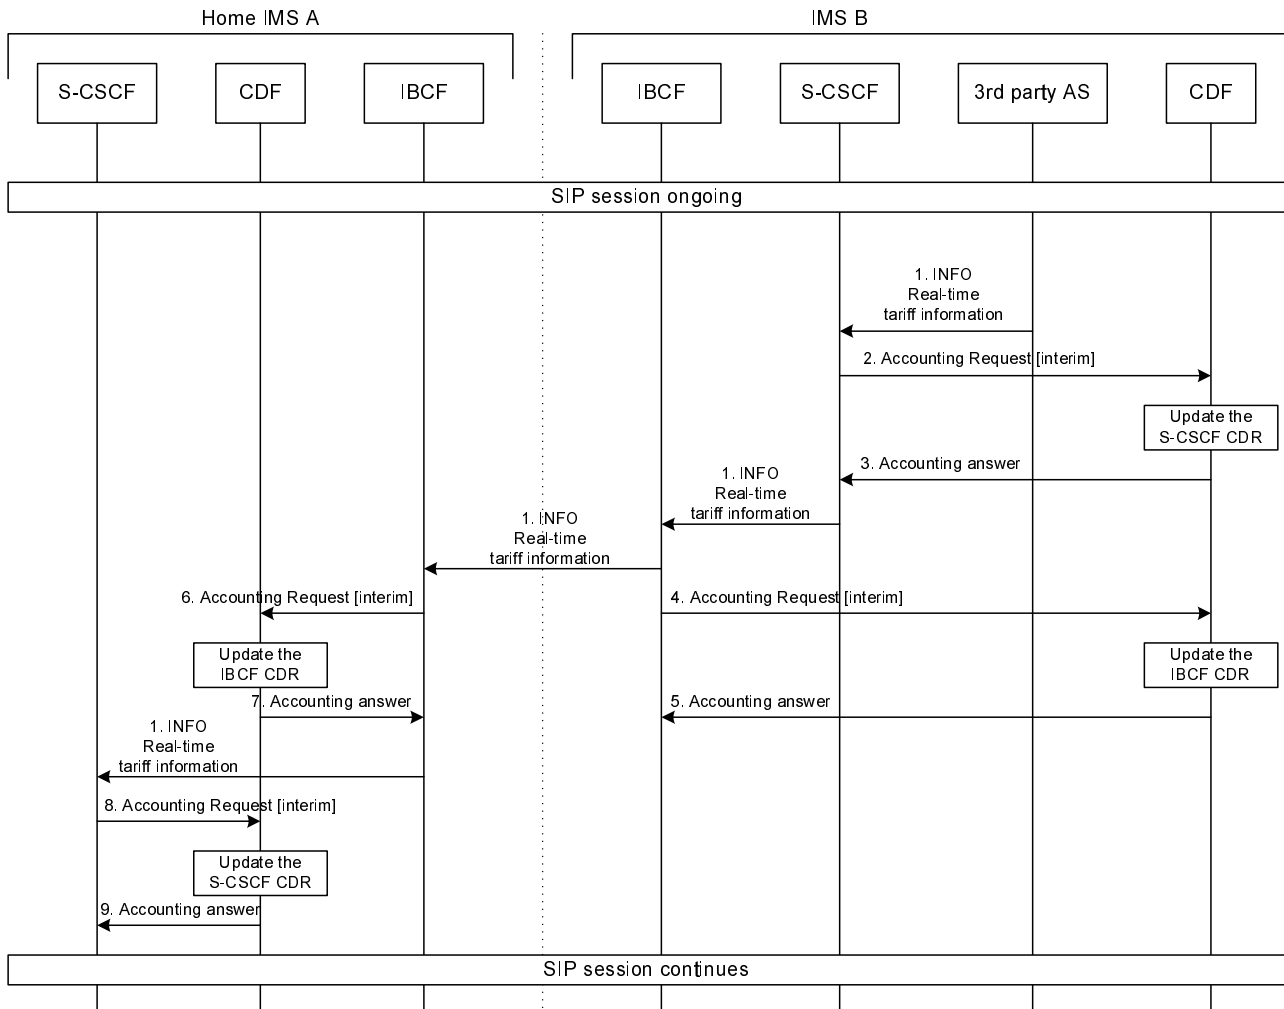 Home IMS A
IMS B
S-CSCF
CDF
IBCF
IBCF
S-CSCF
3rd party AS
CDF
SIP session ongoing
1. INFO
Real-time
tariff information
2. Accounting Request [interim]
Update the
S-CSCF CDR
3. Accounting answer
1. INFO
Real-time
tariff information
1. INFO
Real-time
tariff information
6. Accounting Request [interim]
4. Accounting Request [interim]
Update the
IBCF CDR
Update the
IBCF CDR
7. Accounting answer
5. Accounting answer
1. INFO
Real-time
tariff information
8. Accounting Request [interim]
Update the
S-CSCF CDR
9. Accounting answer
SIP session continues